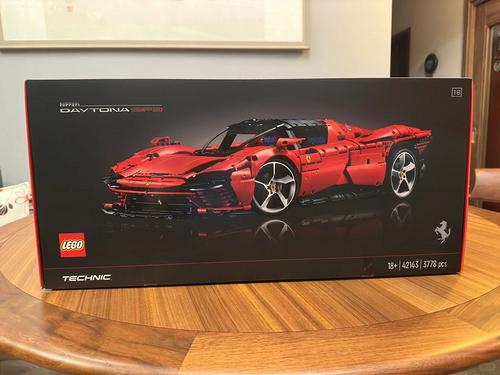 Ferrari
DAYTONA SP3
18
LEGO
TECHNIC
18+ | 42143 | 3778 pcs